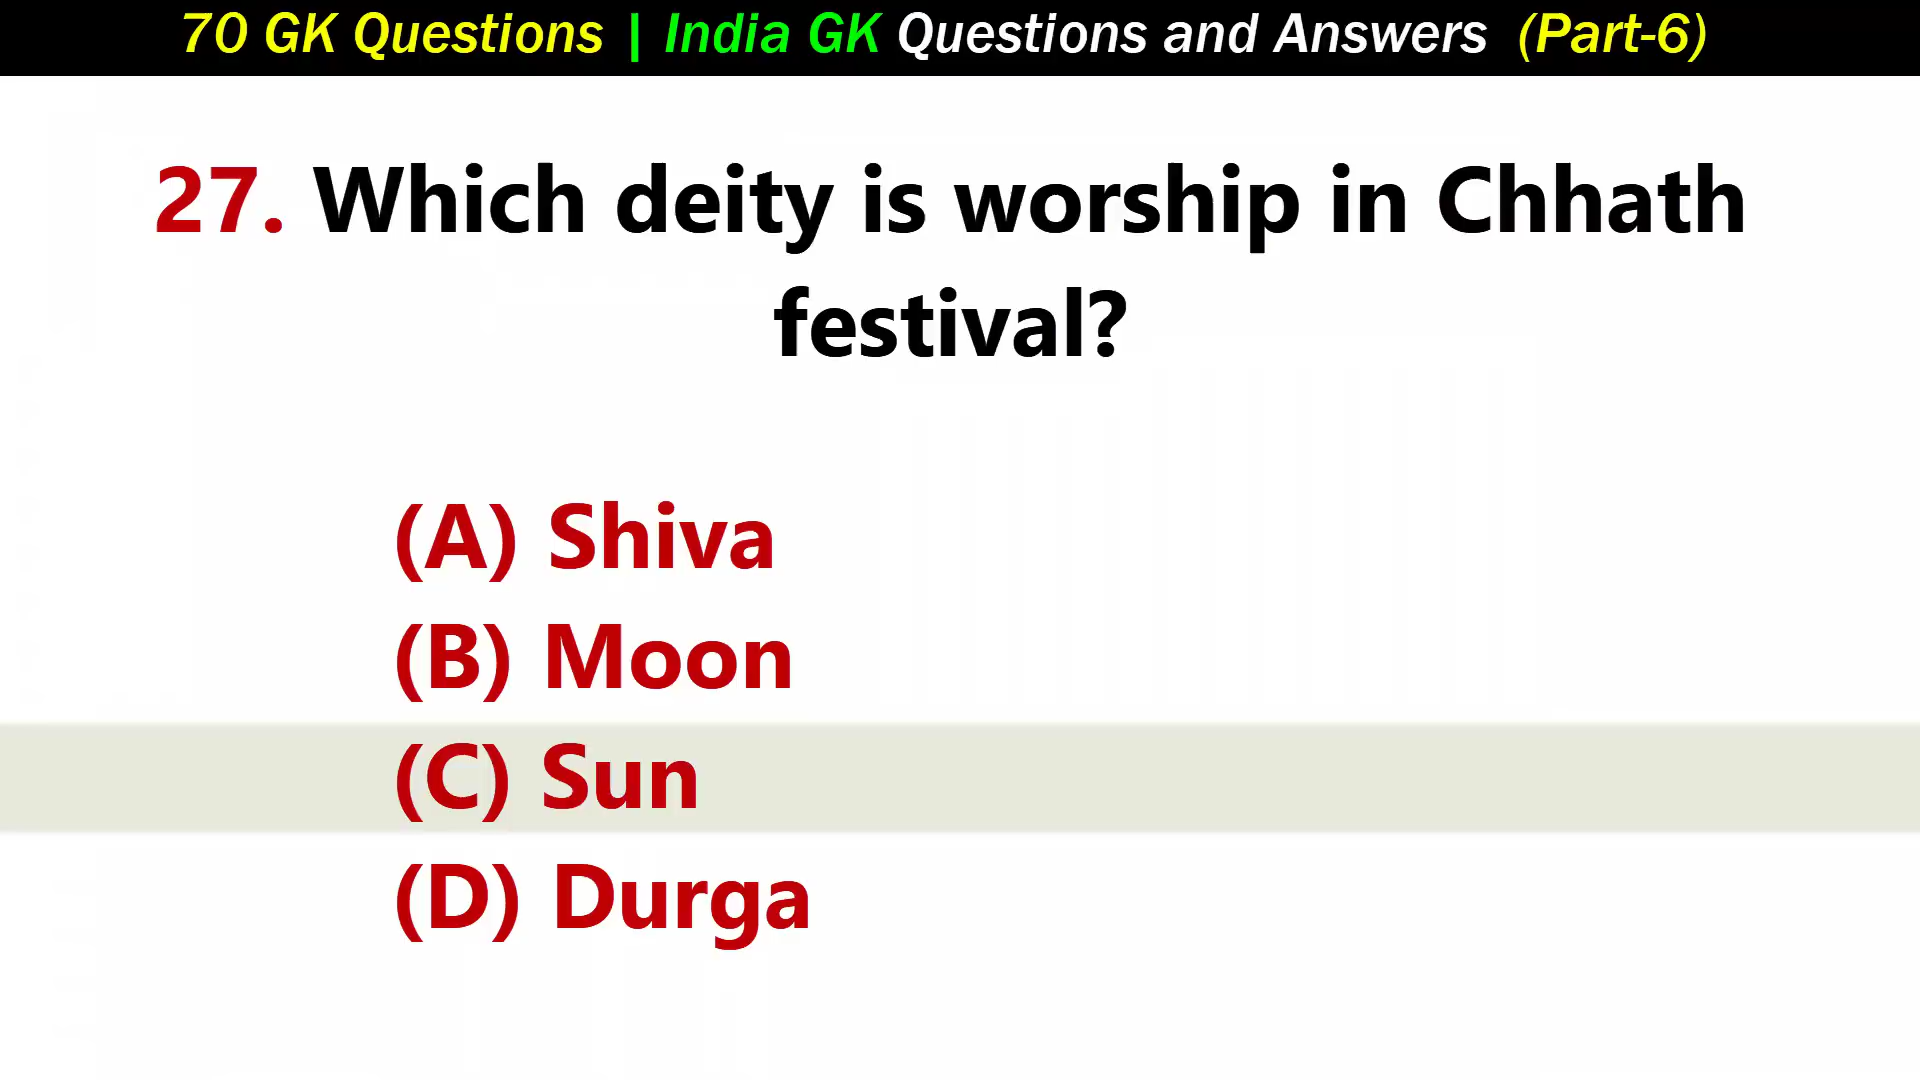 70 GK Questions | India GK Questions and Answers (Part-6)
27. Which deity is worship in Chhath
festival?
(A) Shiva
(B) Moon
(C) Sun
(D) Durga